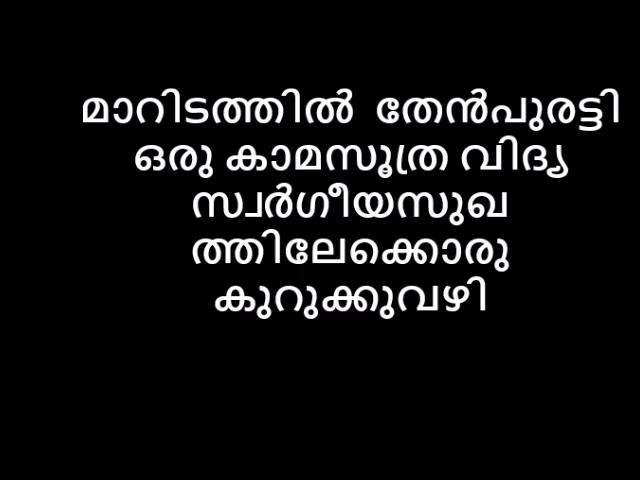 മാറിടത്തിൽ തേൻപുരട്ടി
ഒരു കാമസൂത്ര വിദ്യ
സ്വർഗീയസുഖ
ത്തിലേക്കൊരു
കുറുക്കുവഴി